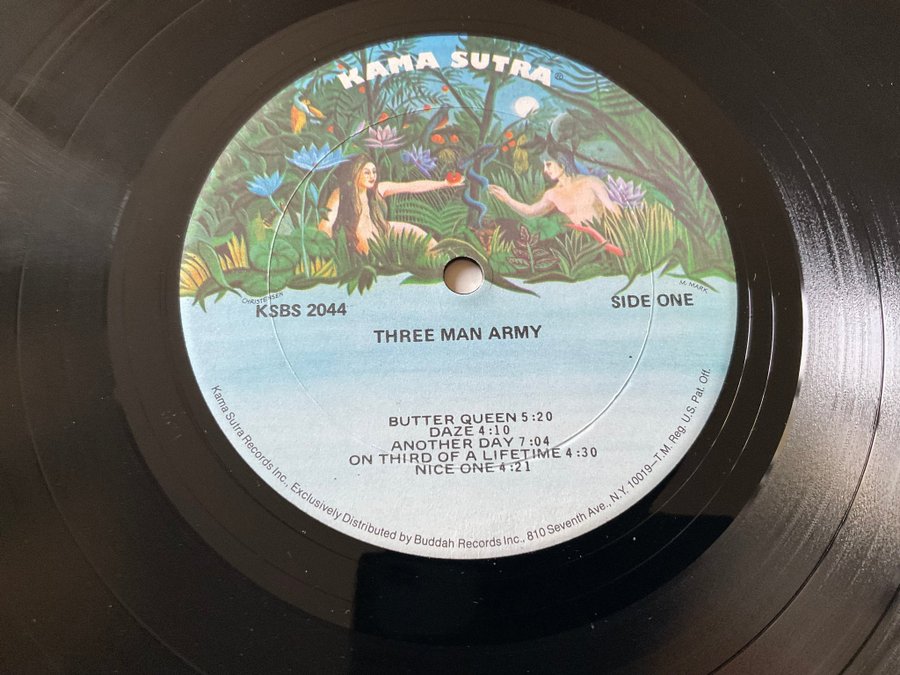 KAMA SUTRA®
CHRISTENSEN
M. MARK
KSBS 2044
SIDE ONE
THREE MAN ARMY
BUTTER QUEEN 5:20
DAZE 4:10
ANOTHER DAY 7:04
ON THIRD OF A LIFETIME 4:30
NICE ONE 4:21
Kama Sutra Records Inc., Exclusively Distributed by Buddah Records Inc., 810 Seventh Ave., N.Y. 10019—T.M. Reg. U.S. Pat. Off.